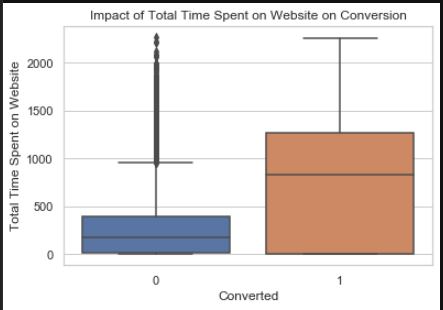 Impact of Total Time Spent on Website on Conversion
Total Time Spent on Website
2000
1500
1000
500
0
0 1
Converted